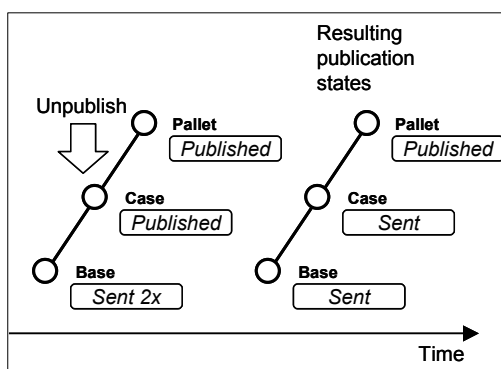 Resulting
publication
states
Unpublish
Pallet
Published
Case
Published
Base
Sent 2x
Pallet
Published
Case
Sent
Base
Sent
Time